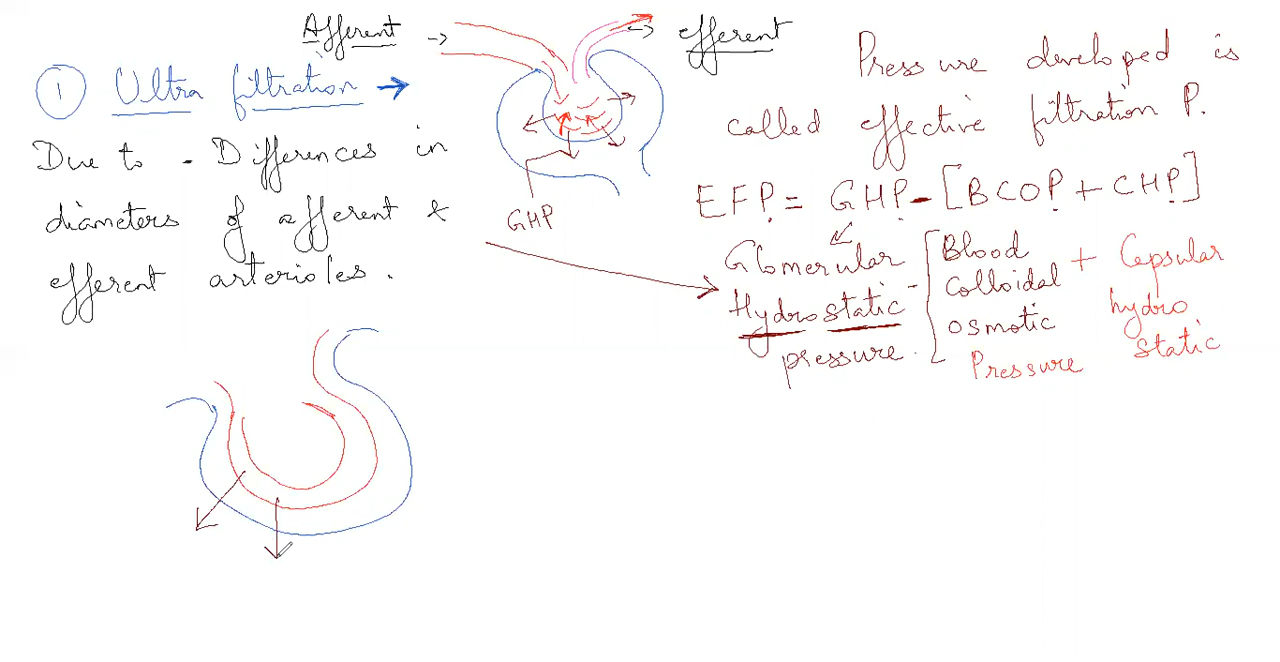 Afferent → → efferent
① Ultra filtration →
Due to - Differences in
diameters of afferent &
efferent arterioles.
GHP
Pressure developed is
called effective filtration P.
EFP = GHP - [BCOP + CHP]
Glomerular
Hydrostatic -
pressure.
Blood
Colloidal
osmotic
Pressure
+ Capsular
hydro
static